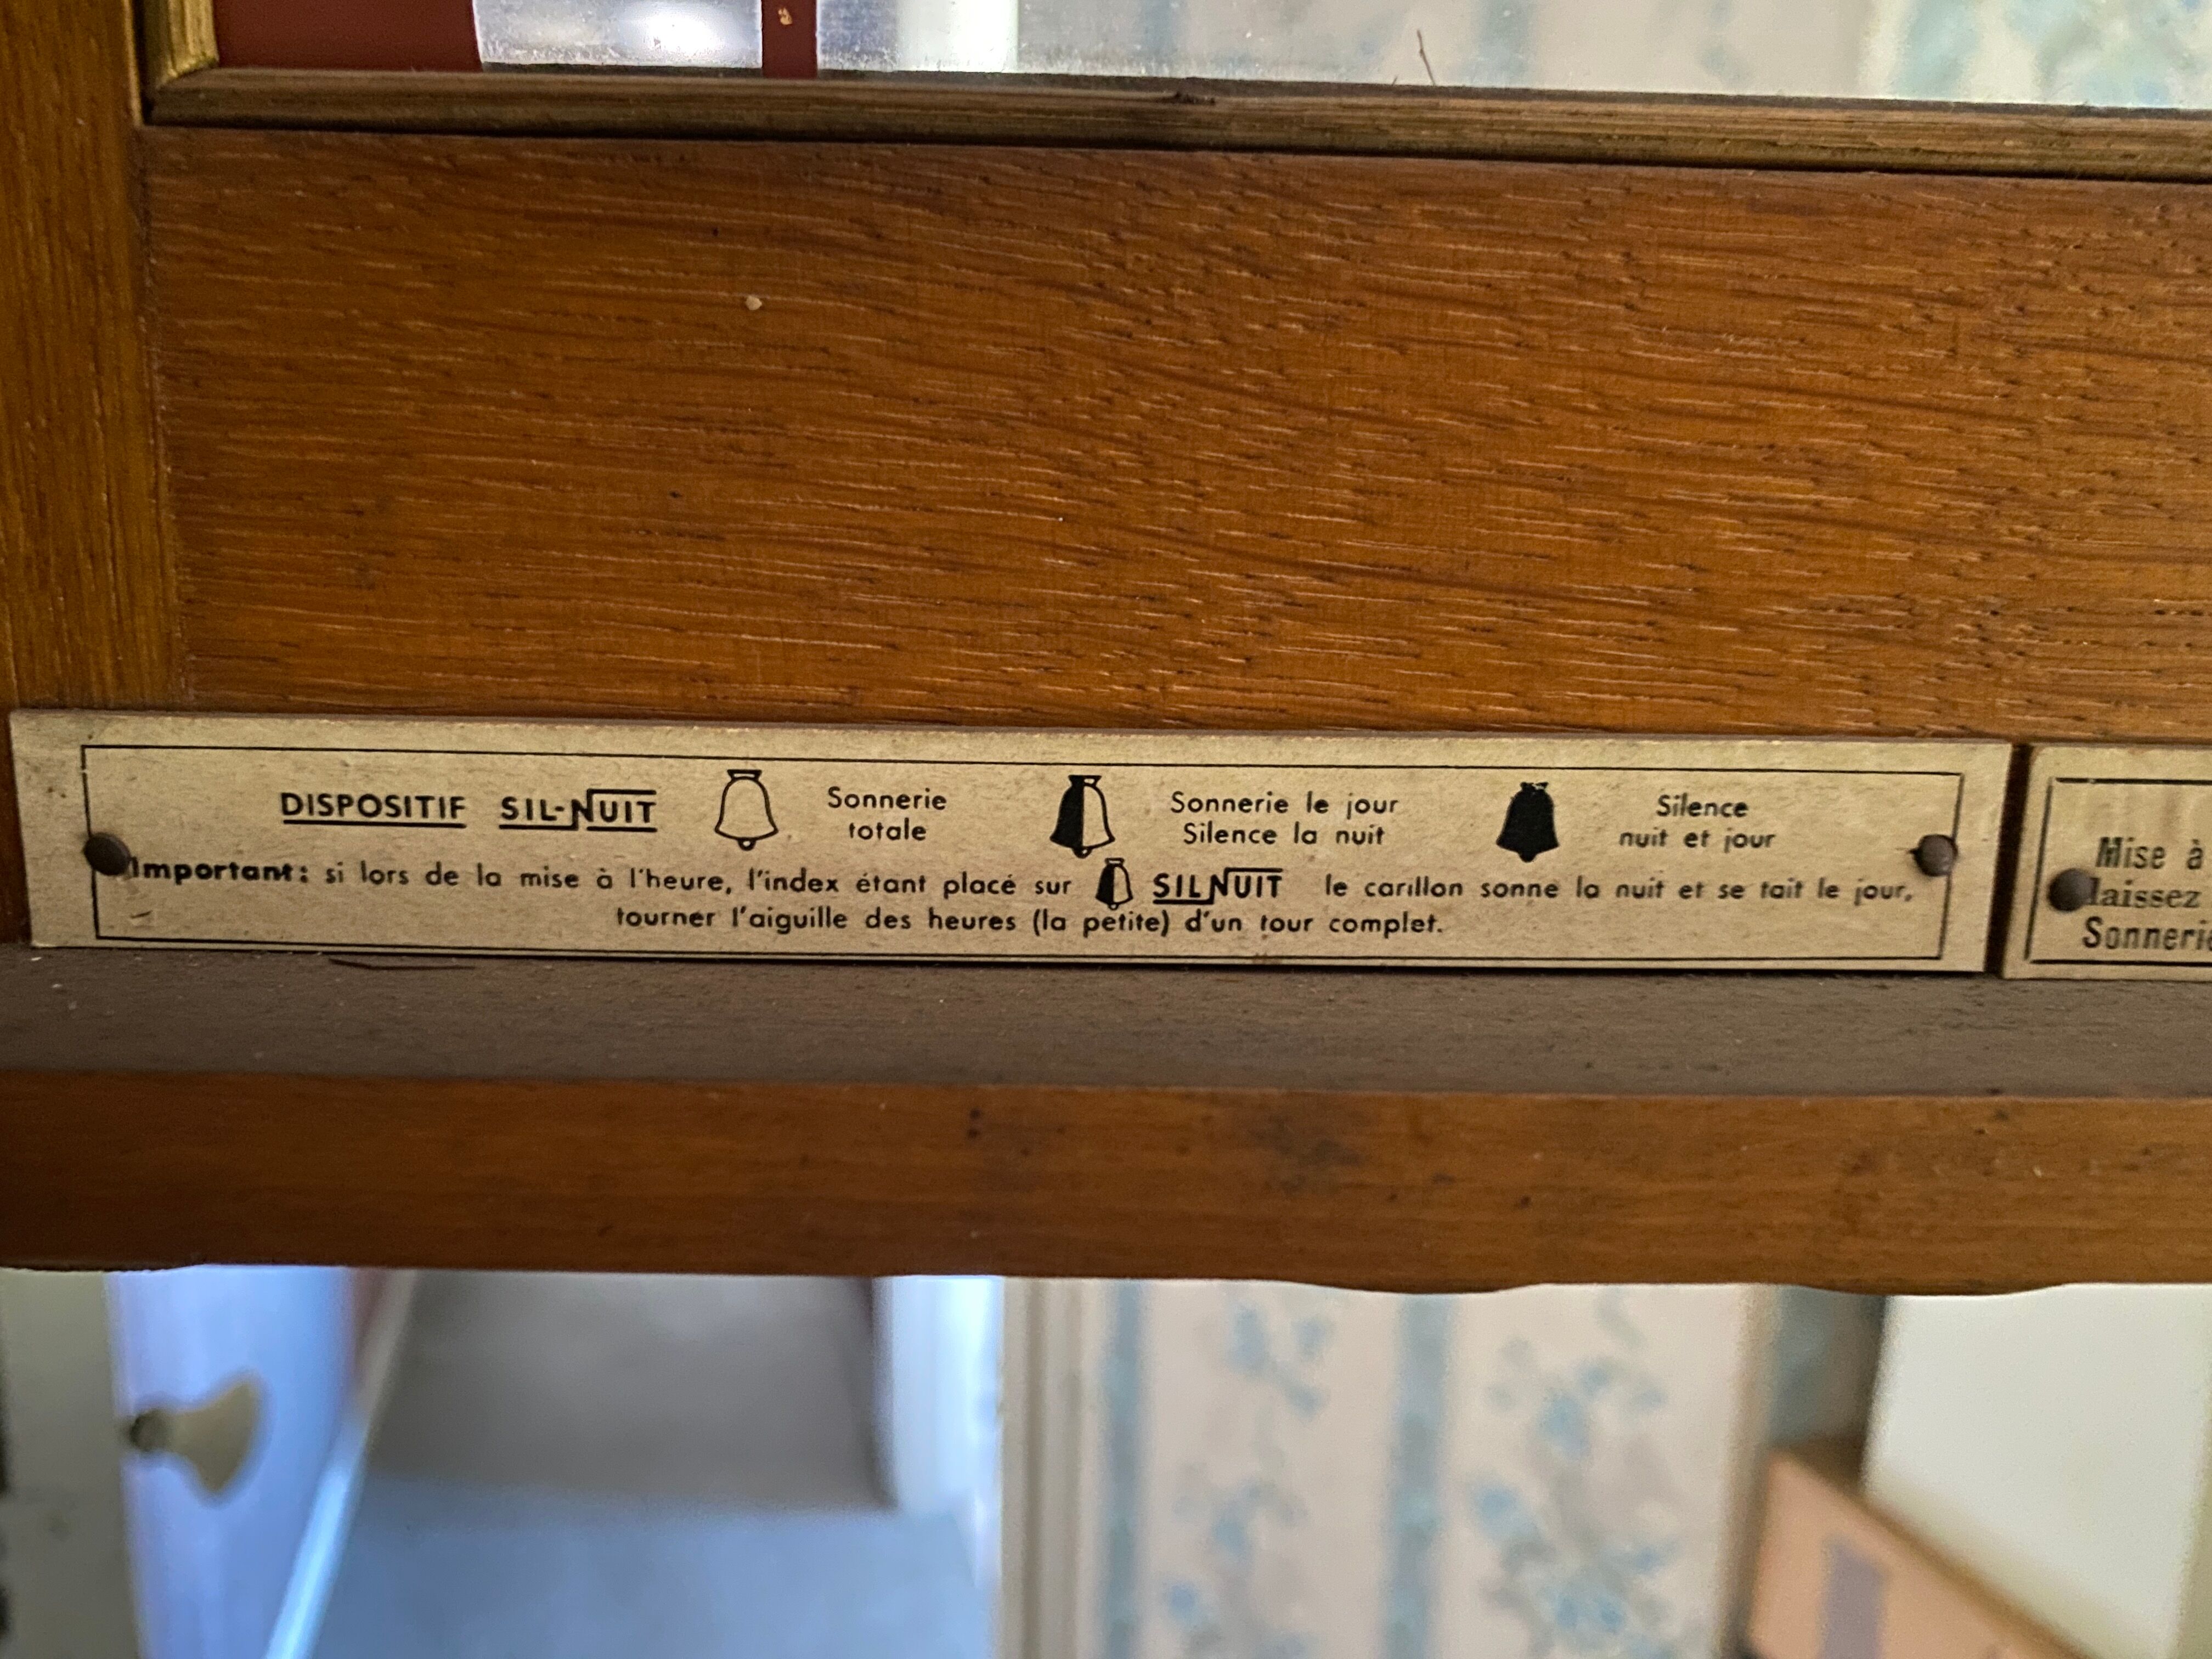 DISPOSITIF SIL-NUIT Sonnerie totale Sonnerie le jour Silence la nuit Silence nuit et jour
Important: si lors de la mise à l'heure, l'index étant placé sur SILNUIT le carillon sonne la nuit et se tait le jour,
tourner l'aiguille des heures (la petite) d'un tour complet.
Mise à
laissez
Sonnerie